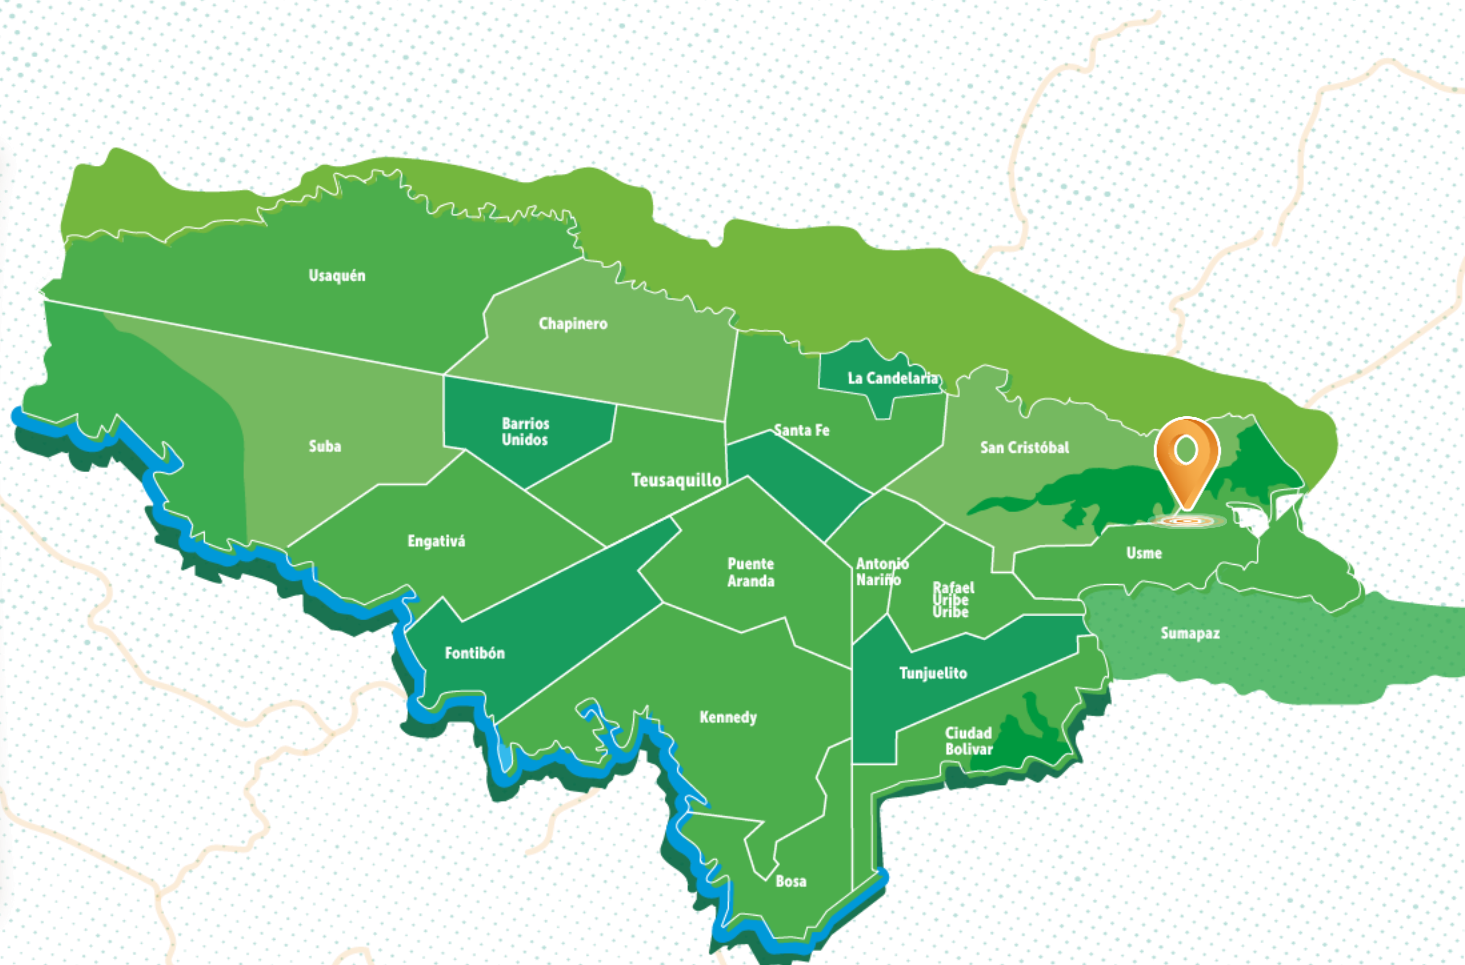 Usaquén
Chapinero
La Candelaria
Barrios
Unidos
Santa Fe
Suba
San Cristóbal
Teusaquillo
Engativá
Usme
Puente
Aranda
Antonio
Nariño
Rafael
Uribe
Uribe
Sumapaz
Fontibón
Tunjuelito
Kennedy
Ciudad
Bolivar
Bosa